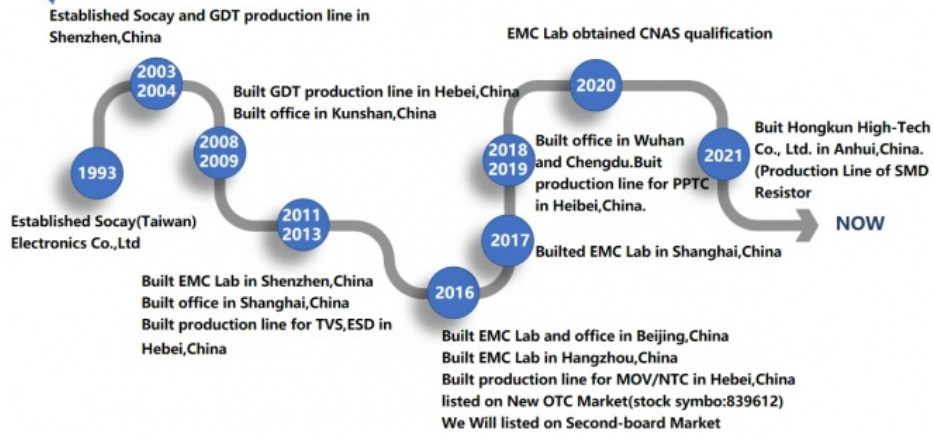 Established Socay and GDT production line in
Shenzhen,China
EMC Lab obtained CNAS qualification
2003
2004
2020
Built GDT production line in Hebei,China
Built office in Kunshan,China
2008
2009
1993
Established Socay(Taiwan)
Electronics Co.,Ltd
2011
2013
Built EMC Lab in Shenzhen,China
Built office in Shanghai,China
Built production line for TVS,ESD in
Hebei,China
2016
Built EMC Lab and office in Beijing,China
Built EMC Lab in Hangzhou,China
Built production line for MOV/NTC in Hebei,China
listed on New OTC Market(stock symbo:839612)
We Will listed on Second-board Market
2017
Builted EMC Lab in Shanghai,China
2018
2019
Built office in Wuhan
and Chengdu.Buit
production line for PPTC
in Heibei,China.
2021
Buit Hongkun High-Tech
Co., Ltd. in Anhui,China.
(Production Line of SMD
Resistor
NOW